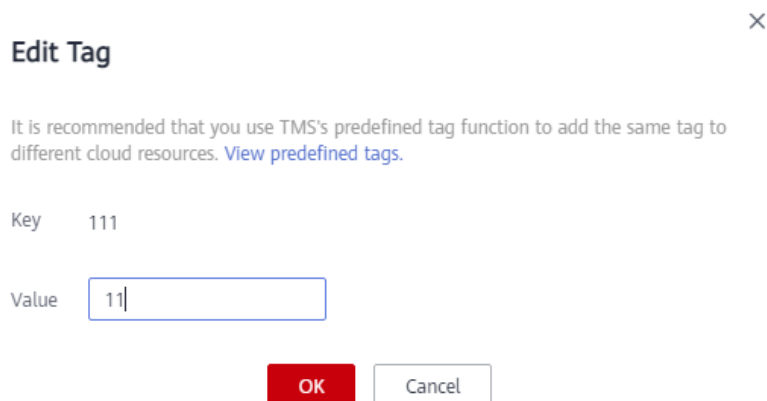 Edit Tag
It is recommended that you use TMS's predefined tag function to add the same tag to
different cloud resources. View predefined tags.
Key 111
Value 11
OK Cancel